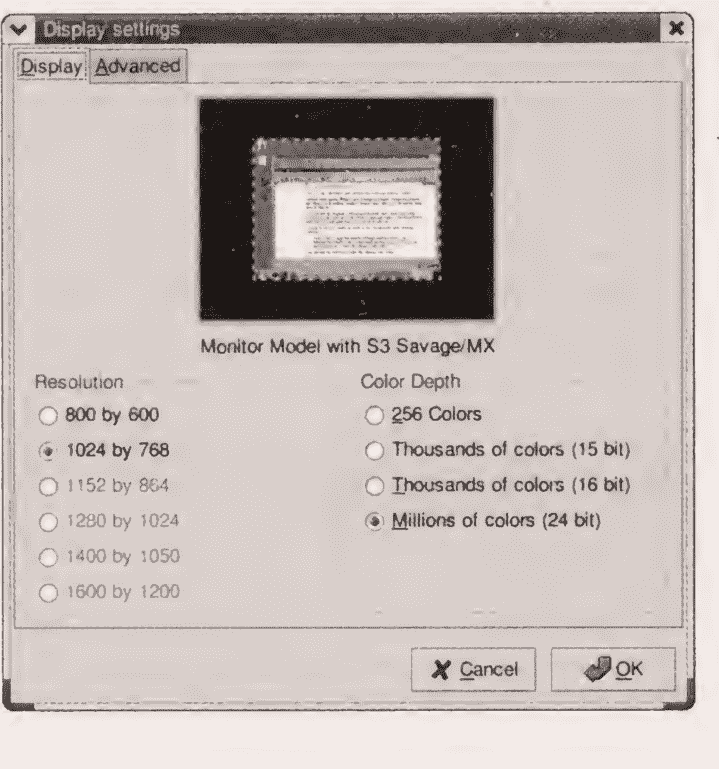 Display settings
Display Advanced
Monitor Model with S3 Savage/MX
Resolution
800 by 600
1024 by 768
1152 by 864
1280 by 1024
1400 by 1050
1600 by 1200
Color Depth
256 Colors
Thousands of colors (15 bit)
Thousands of colors (16 bit)
Millions of colors (24 bit)
Cancel OK